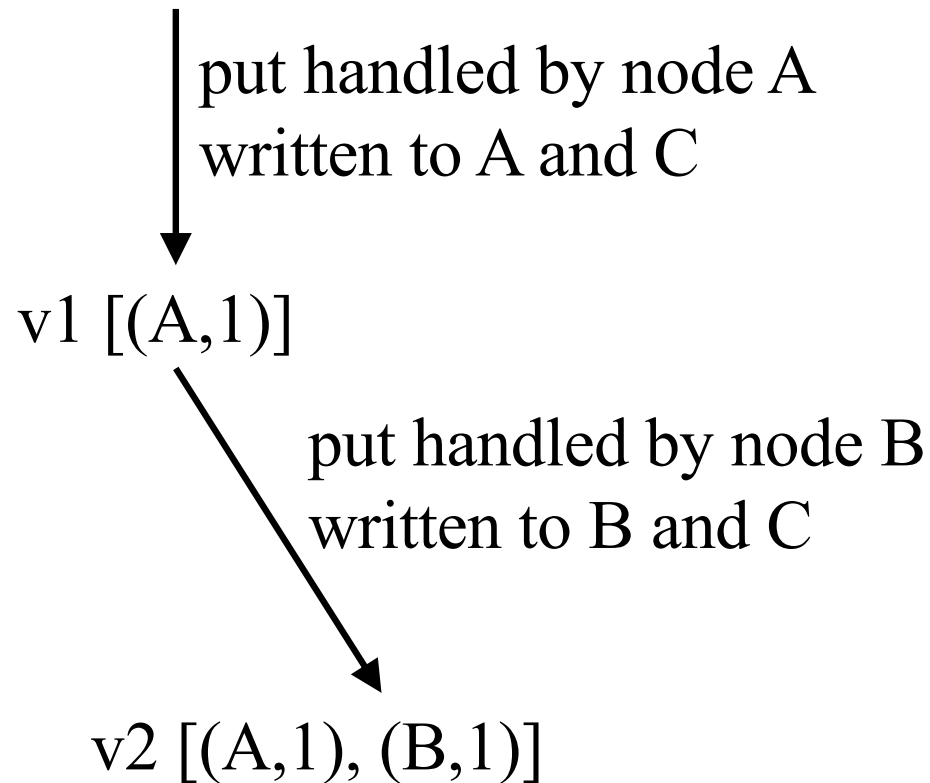 put handled by node A
written to A and C
v1 [(A,1)]
put handled by node B
written to B and C
v2 [(A,1), (B,1)]